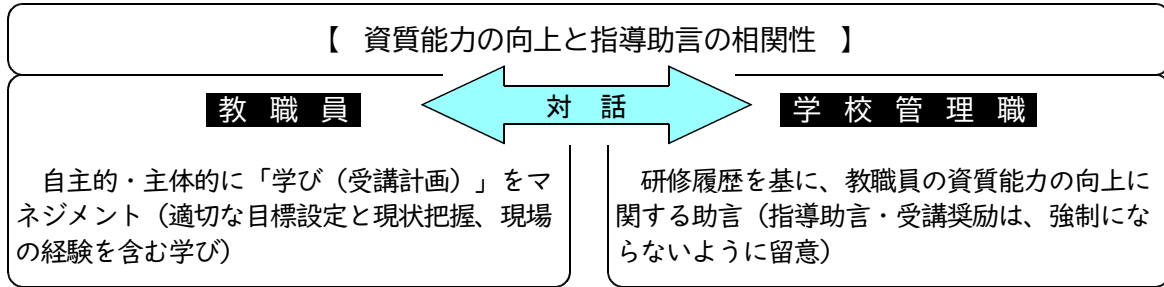 【 資質能力の向上と指導助言の相関性 】
教職員
対話
学校管理職
自主的・主体的に「学び（受講計画）」をマ
ネジメント（適切な目標設定と現状把握、現場
の経験を含む学び）
研修履歴を基に、教職員の資質能力の向上に
関する助言（指導助言・受講奨励は、強制にな
らないように留意）